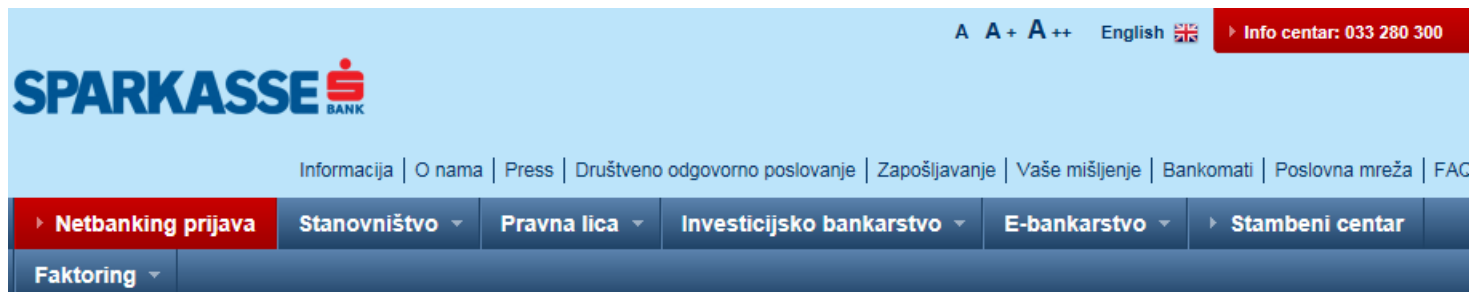 A A+ A++ English Info centar: 033 280 300
SPARKASSE S BANK
Informacija | O nama | Press | Društveno odgovorno poslovanje | Zapošljavanje | Vaše mišljenje | Bankomati | Poslovna mreža | FAQ
Netbanking prijava Stanovništvo Pravna lica Investicijsko bankarstvo E-bankarstvo Stambeni centar
Faktoring